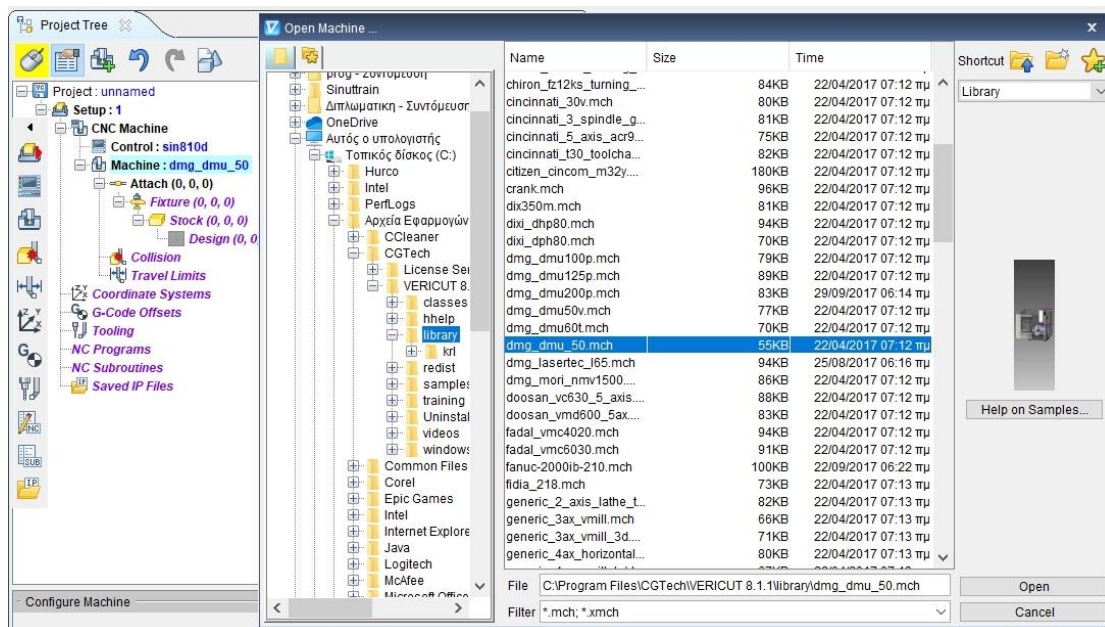 Project Tree
Project : unnamed
Setup : 1
CNC Machine
Control : sin810d
Machine : dmg_dmu_50
Attach (0, 0, 0)
Fixture (0, 0, 0)
Stock (0, 0, 0)
Design (0, 0
Collision
Travel Limits
Coordinate Systems
G-Code Offsets
Tooling
NC Programs
NC Subroutines
Saved IP Files
Configure Machine
Open Machine ...
prog - Συντόμευση
Sinuttrain
Διπλωματικη - Συντόμευση
OneDrive
Αυτός ο υπολογιστής
Τοπικός δίσκος (C:)
Hurco
Intel
PerfLogs
Αρχεία Εφαρμογών
CCleaner
CGTech
License Ser
VERICUT 8.
classes
hhelp
library
krl
redist
samples
training
Uninstal
videos
windows
Common Files
Corel
Epic Games
Intel
Internet Explore
Java
Logitech
McAfee
Microsoft Office
Name Size Time
chiron_fz12ks_turning_... 84KB 22/04/2017 07:12 πμ
cincinnati_30v.mch 80KB 22/04/2017 07:12 πμ
cincinnati_3_spindle_g... 81KB 22/04/2017 07:12 πμ
cincinnati_5_axis_acr9... 75KB 22/04/2017 07:12 πμ
cincinnati_t30_toolcha... 82KB 22/04/2017 07:12 πμ
citizen_cincom_m32y.... 180KB 22/04/2017 07:12 πμ
crank.mch 96KB 22/04/2017 07:12 πμ
dix350m.mch 81KB 22/04/2017 07:12 πμ
dixi_dhp80.mch 94KB 22/04/2017 07:12 πμ
dixi_dph80.mch 70KB 22/04/2017 07:12 πμ
dmg_dmu100p.mch 79KB 22/04/2017 07:12 πμ
dmg_dmu125p.mch 89KB 22/04/2017 07:12 πμ
dmg_dmu200p.mch 83KB 29/09/2017 06:14 πμ
dmg_dmu50v.mch 77KB 22/04/2017 07:12 πμ
dmg_dmu60t.mch 70KB 22/04/2017 07:12 πμ
dmg_dmu_50.mch 55KB 22/04/2017 07:12 πμ
dmg_lasertec_l65.mch 94KB 25/08/2017 06:16 πμ
dmg_mori_nmv1500.... 86KB 22/04/2017 07:12 πμ
doosan_vc630_5_axis.... 88KB 22/04/2017 07:12 πμ
doosan_vmd600_5ax.... 83KB 22/04/2017 07:12 πμ
fadal_vmc4020.mch 94KB 22/04/2017 07:12 πμ
fadal_vmc6030.mch 91KB 22/04/2017 07:12 πμ
fanuc-2000ib-210.mch 100KB 22/09/2017 06:22 πμ
fidia_218.mch 73KB 22/04/2017 07:13 πμ
generic_2_axis_lathe_t... 82KB 22/04/2017 07:13 πμ
generic_3ax_vmill.mch 66KB 22/04/2017 07:13 πμ
generic_3ax_vmill_3d.... 71KB 22/04/2017 07:13 πμ
generic_4ax_horizontal... 80KB 22/04/2017 07:13 πμ
File C:\Program Files\CGTech\VERICUT 8.1.1\library\dmg_dmu_50.mch
Filter *.mch; *.xmch
Shortcut
Library
Help on Samples...
Open
Cancel